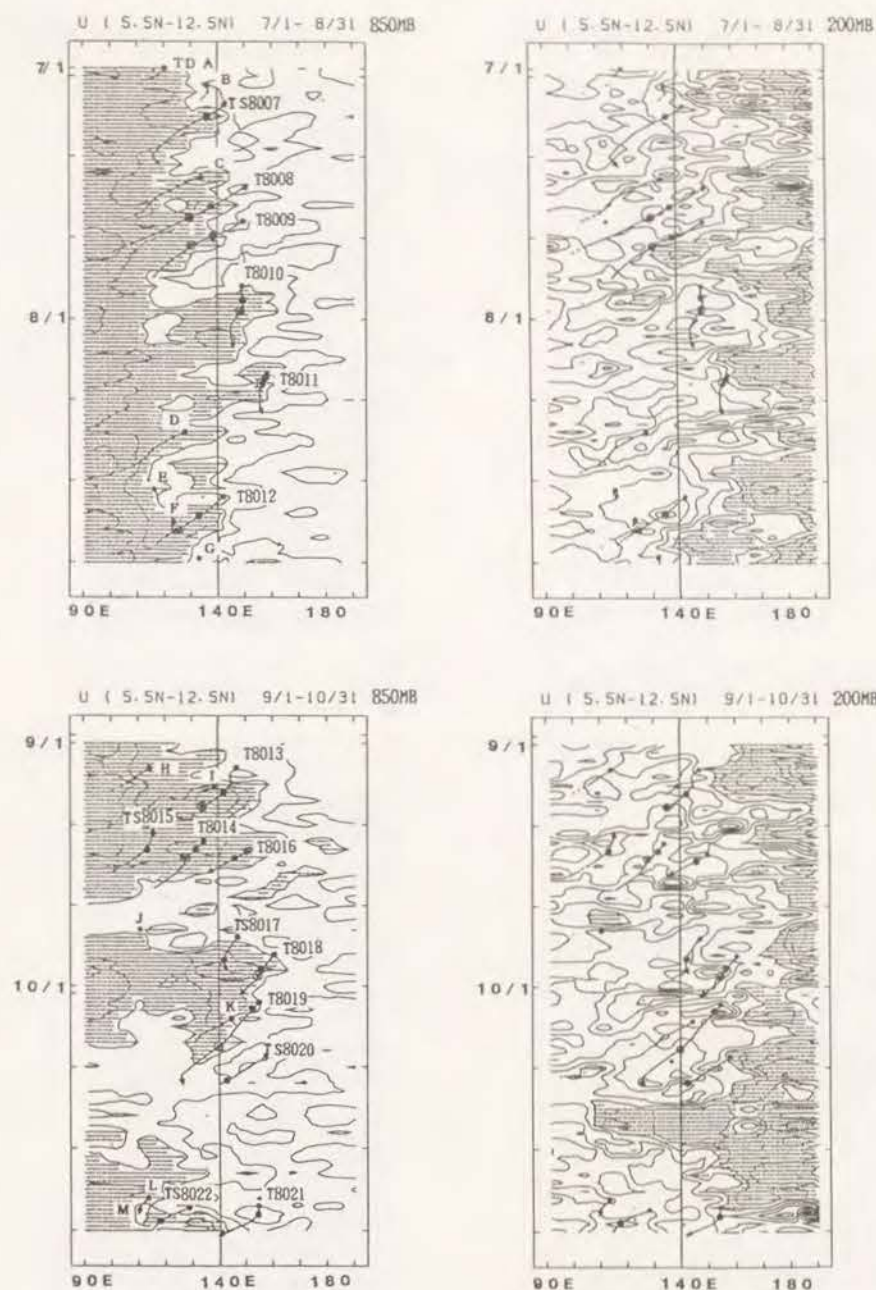 U ( 5.5N-12.5N) 7/1- 8/31 850MB
7/1
TD A
B
TS8007
C
T8008
T8009
T8010
8/1
T8011
D
E
T8012
F
G
90E 140E 180
U ( 5.5N-12.5N) 7/1- 8/31 200MB
7/1
8/1
90E 140E 180
U ( 5.5N-12.5N) 9/1-10/31 850MB
9/1
T8013
H
I
TS8015
T8014
T8016
J
TS8017
T8018
10/1
T8019
K
TS8020
L
TS8022
T8021
M
90E 140E 180
U ( 5.5N-12.5N) 9/1-10/31 200MB
9/1
10/1
90E 140E 180